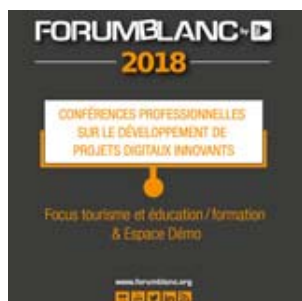 FORUMBLANC by
2018
CONFÉRENCES PROFESSIONNELLES
SUR LE DÉVELOPPEMENT DE
PROJETS DIGITAUX INNOVANTS
Focus tourisme et éducation/formation
& Espace Démo
www.forumblanc.org